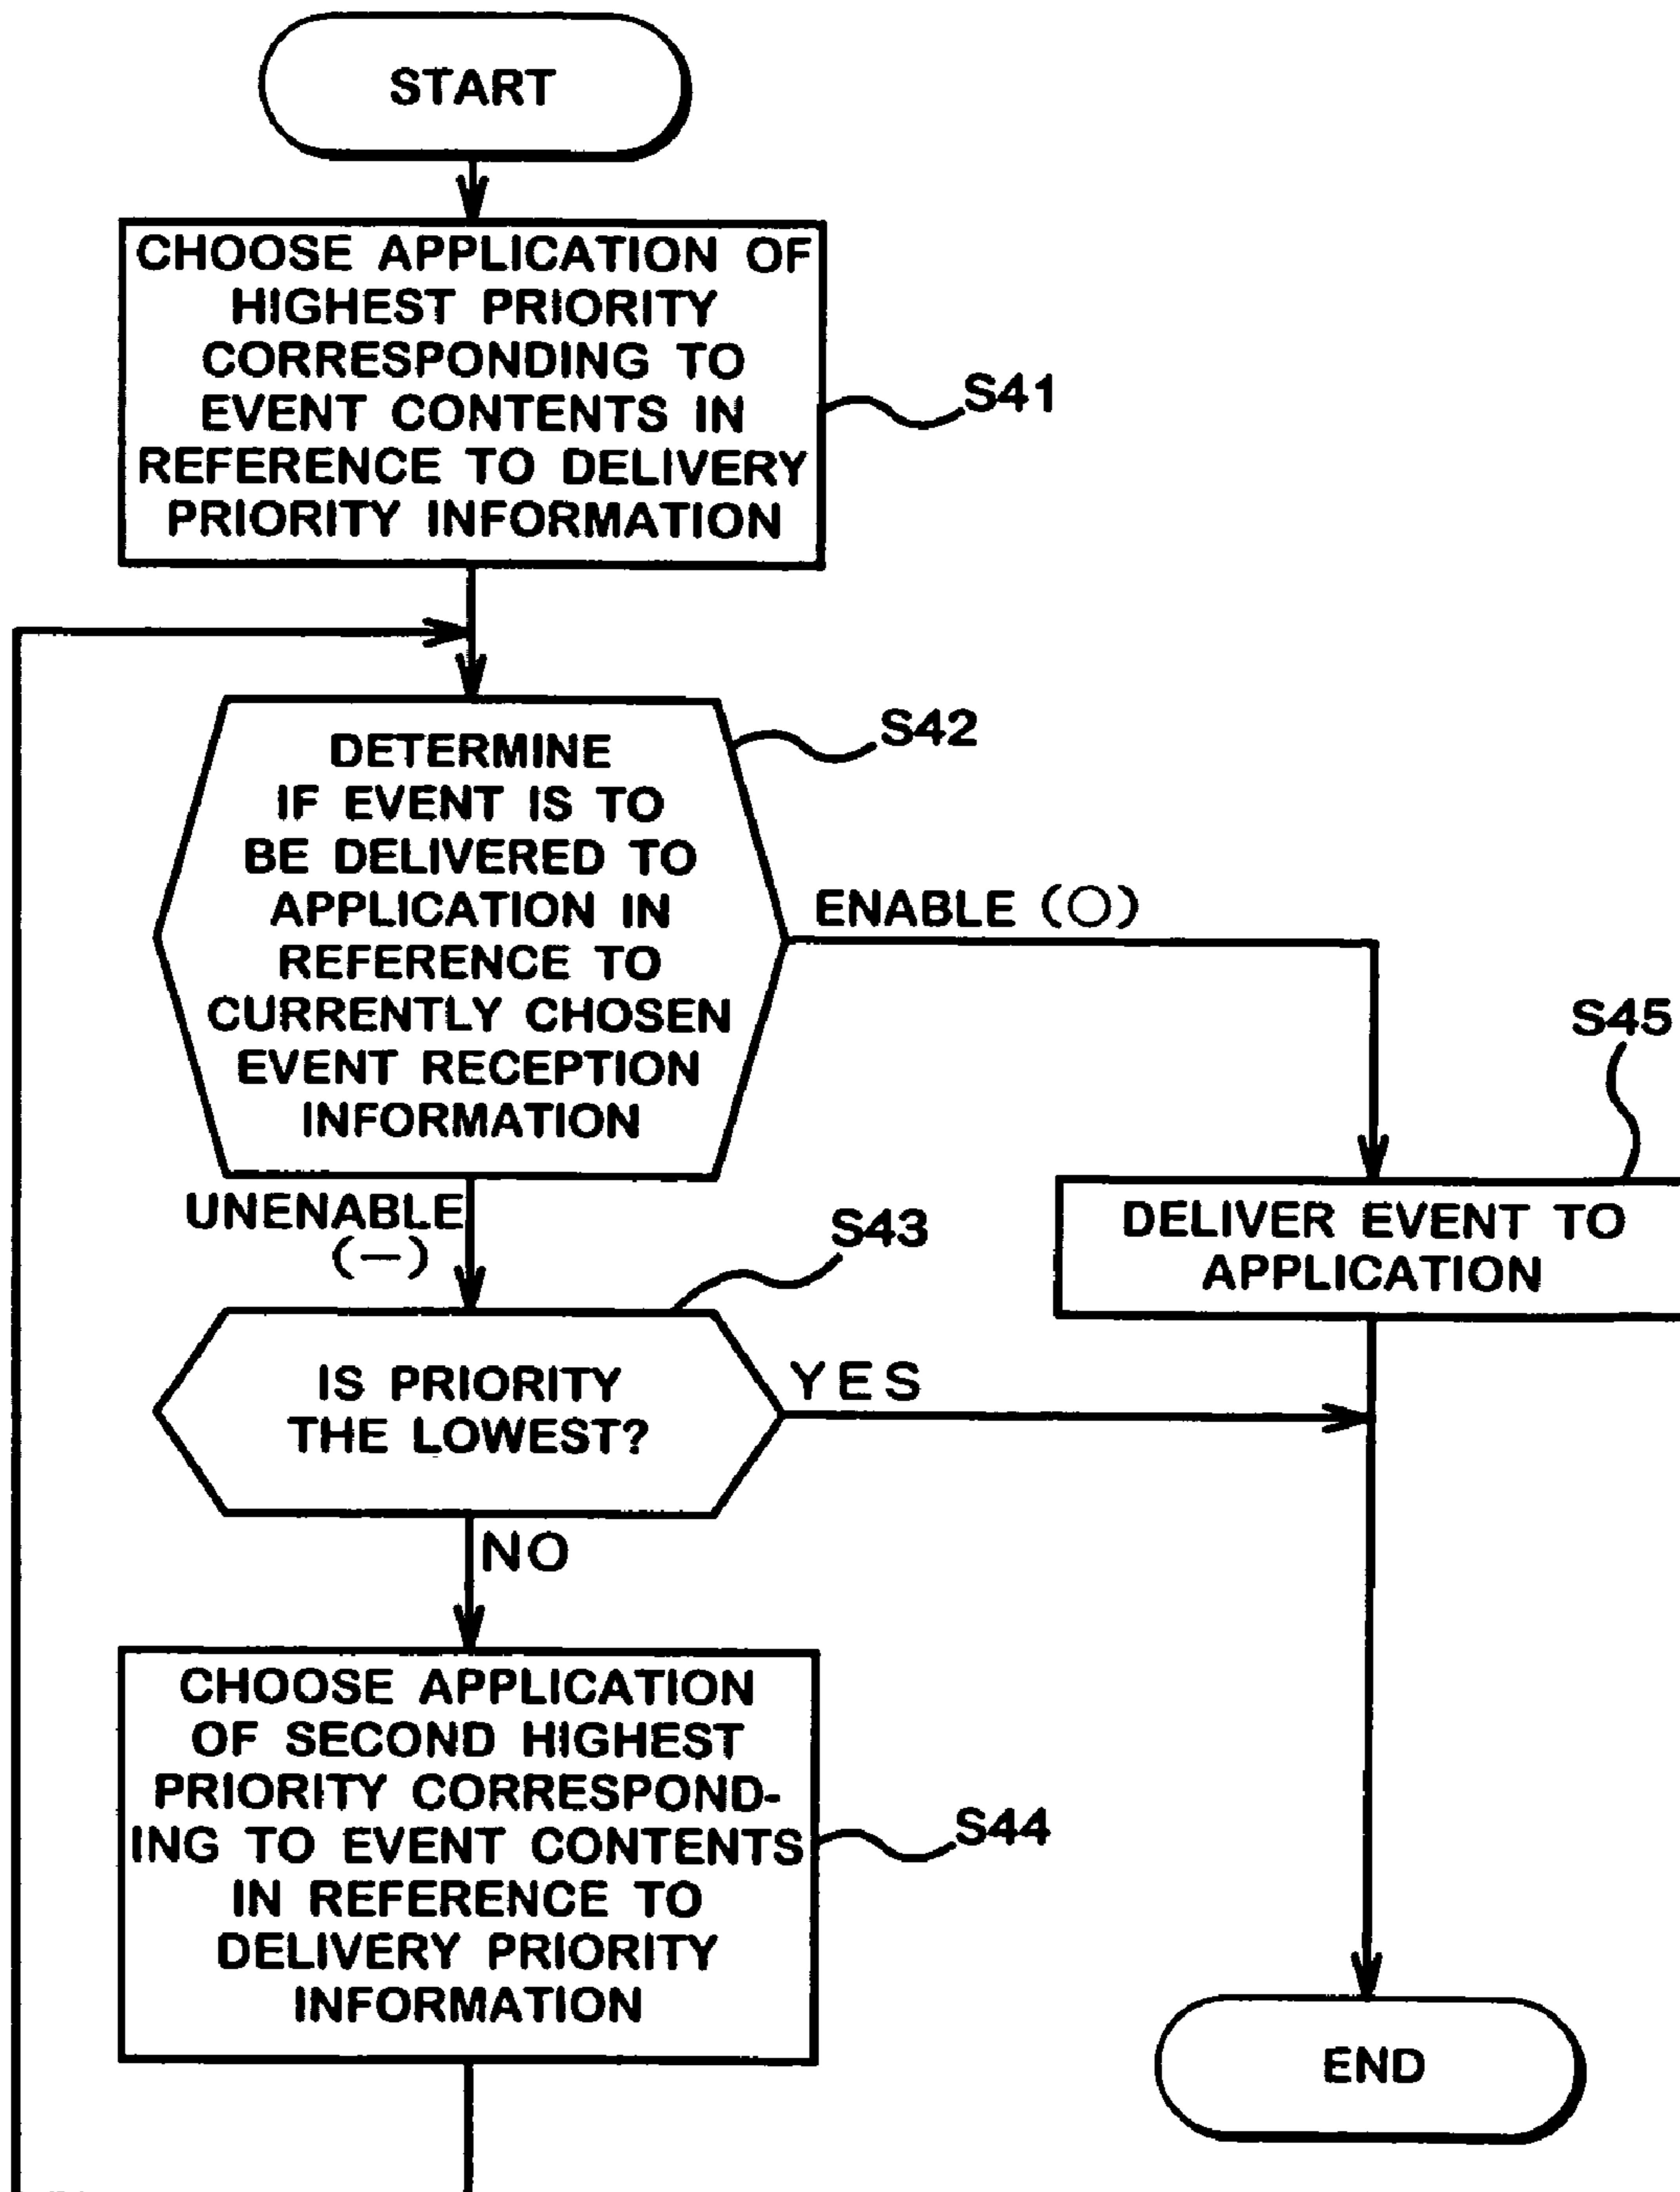 START
CHOOSE APPLICATION OF
HIGHEST PRIORITY
CORRESPONDING TO
EVENT CONTENTS IN
REFERENCE TO DELIVERY
PRIORITY INFORMATION
S41
DETERMINE
IF EVENT IS TO
BE DELIVERED TO
APPLICATION IN
REFERENCE TO
CURRENTLY CHOSEN
EVENT RECEPTION
INFORMATION
S42
ENABLE (○)
UNENABLE
(—)
S45
DELIVER EVENT TO
APPLICATION
S43
IS PRIORITY
THE LOWEST?
YES
NO
CHOOSE APPLICATION
OF SECOND HIGHEST
PRIORITY CORRESPOND-
ING TO EVENT CONTENTS
IN REFERENCE TO
DELIVERY PRIORITY
INFORMATION
S44
END